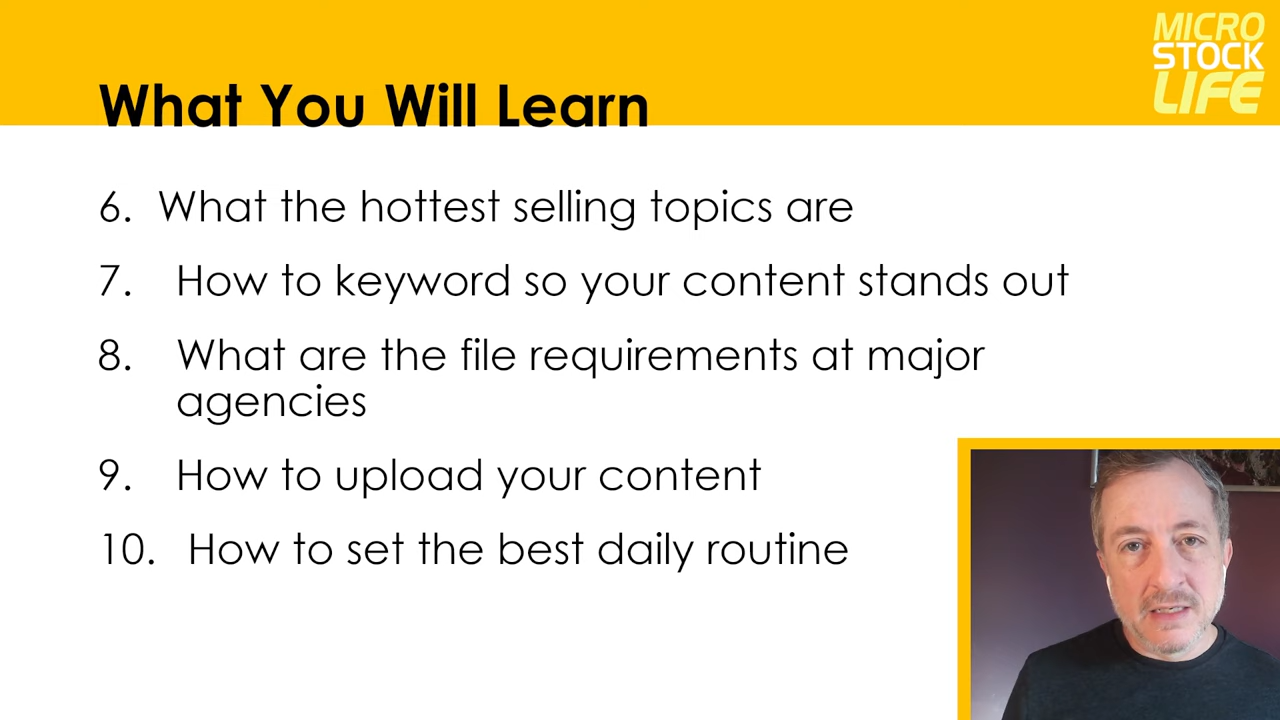 MICRO
STOCK
LIFE
What You Will Learn
6. What the hottest selling topics are
7. How to keyword so your content stands out
8. What are the file requirements at major
agencies
9. How to upload your content
10. How to set the best daily routine